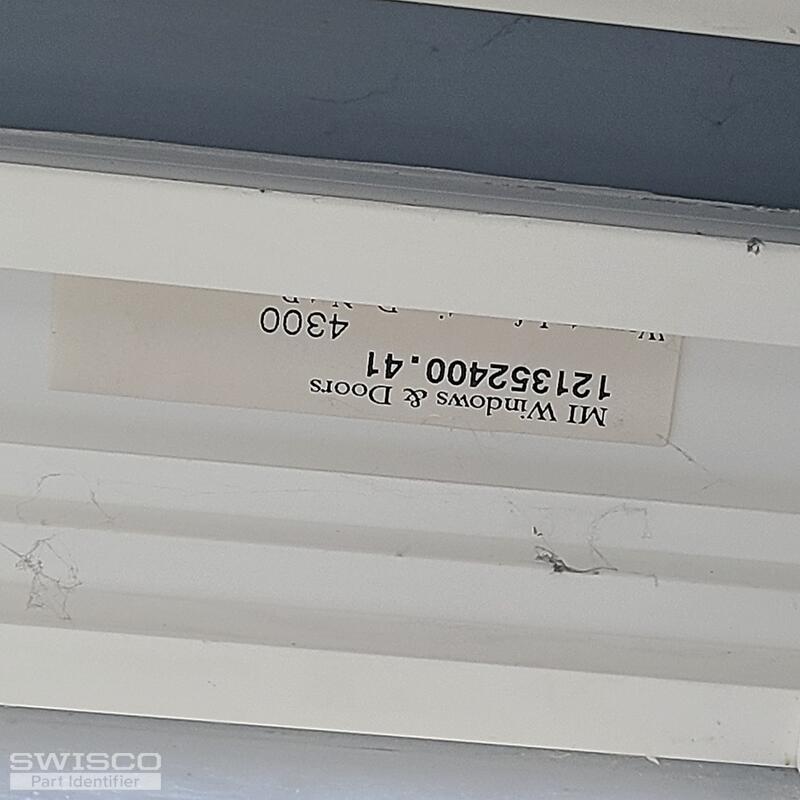 MI Windows & Doors
121352400.41
4300
SWISCO
Part Identifier